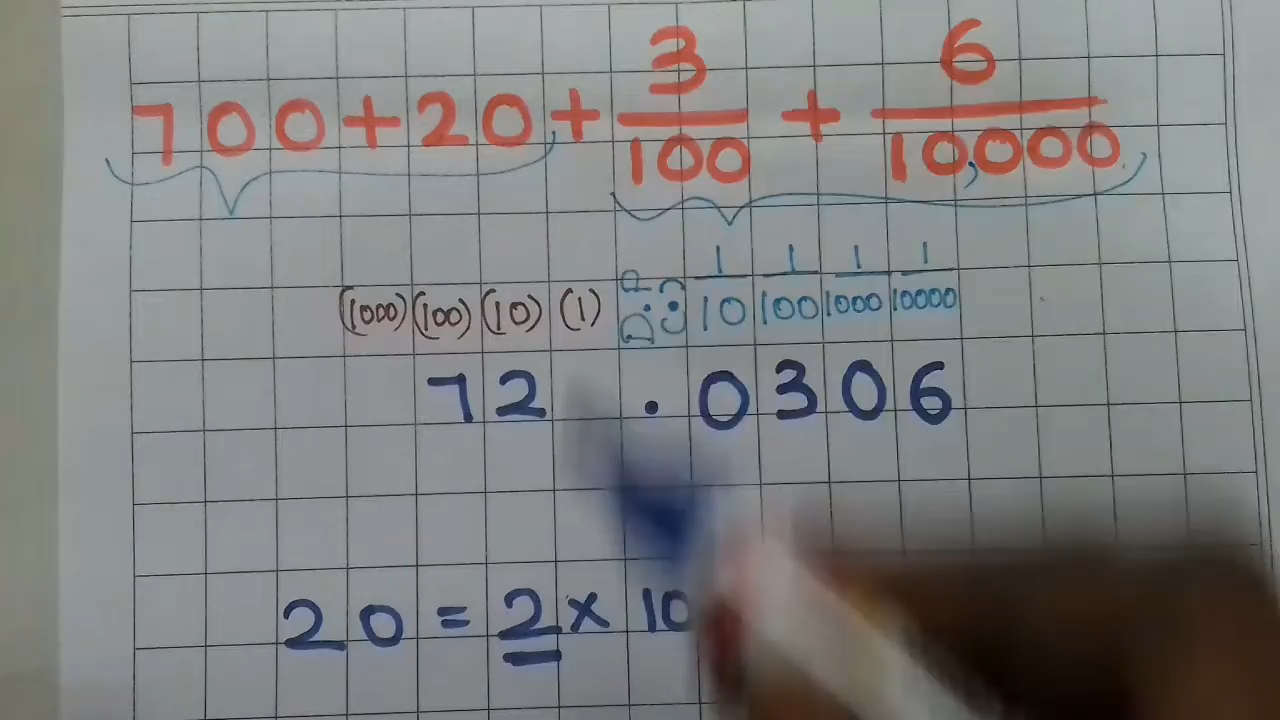 700 + 20 + 3/100 + 6/10,000
(1000) (100) (10) (1) 1/10 1/100 1/1000 1/10000
72 . 0306
20 = 2 × 10